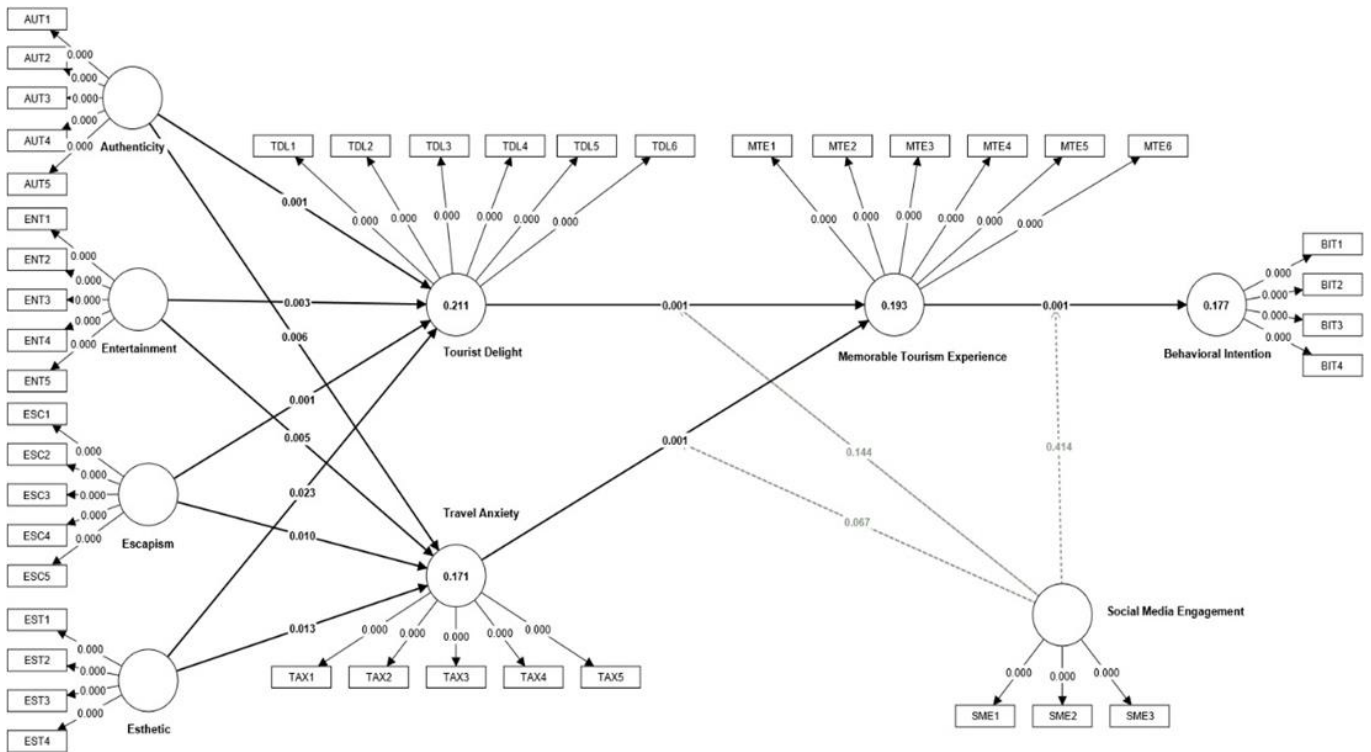 AUT1
AUT2
AUT3
AUT4
AUT5
0.000
0.000
0.000
0.000
0.000
Authenticity
ENT1
ENT2
ENT3
ENT4
ENT5
0.000
0.000
0.000
0.000
0.000
Entertainment
ESC1
ESC2
ESC3
ESC4
ESC5
0.000
0.000
0.000
0.000
0.000
Escapism
EST1
EST2
EST3
EST4
0.000
0.000
0.000
0.000
Esthetic
0.001
0.006
0.003
0.005
0.001
0.010
0.023
0.013
TDL1
TDL2
TDL3
TDL4
TDL5
TDL6
0.000
0.000
0.000
0.000
0.000
0.000
0.211
Tourist Delight
Travel Anxiety
0.171
0.000
0.000
0.000
0.000
0.000
TAX1
TAX2
TAX3
TAX4
TAX5
0.001
0.001
MTE1
MTE2
MTE3
MTE4
MTE5
MTE6
0.000
0.000
0.000
0.000
0.000
0.000
0.193
Memorable Tourism Experience
0.001
0.177
Behavioral Intention
0.000
0.000
0.000
0.000
BIT1
BIT2
BIT3
BIT4
0.144
0.414
0.067
Social Media Engagement
0.000
0.000
0.000
SME1
SME2
SME3